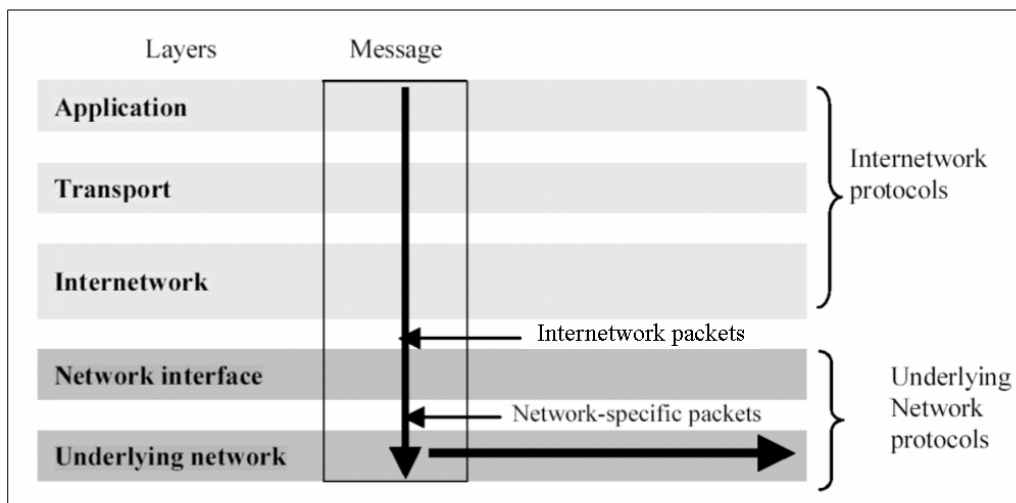 Layers Message
Application
Transport
Internetwork
protocols
Internetwork
Internetwork packets
Network interface
Network-specific packets
Underlying
Network
protocols
Underlying network